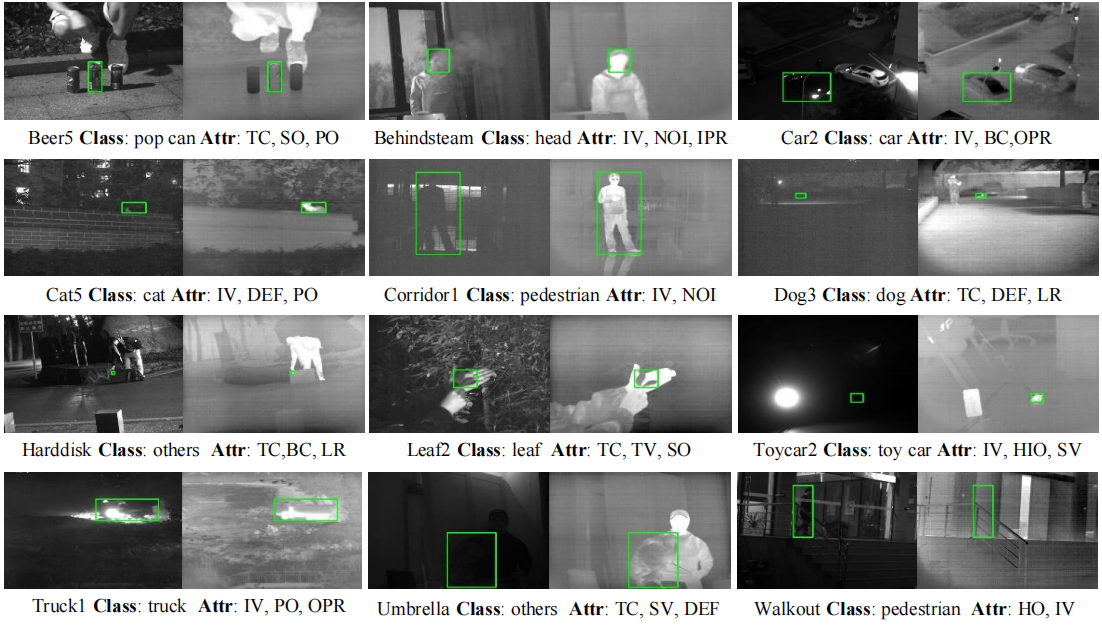 Beer5 Class: pop can Attr: TC, SO, PO
Behindsteam Class: head Attr: IV, NOI, IPR
Car2 Class: car Attr: IV, BC,OPR
Cat5 Class: cat Attr: IV, DEF, PO
Corridor1 Class: pedestrian Attr: IV, NOI
Dog3 Class: dog Attr: TC, DEF, LR
Harddisk Class: others Attr: TC,BC, LR
Leaf2 Class: leaf Attr: TC, TV, SO
Toycar2 Class: toy car Attr: IV, HIO, SV
Truck1 Class: truck Attr: IV, PO, OPR
Umbrella Class: others Attr: TC, SV, DEF
Walkout Class: pedestrian Attr: HO, IV